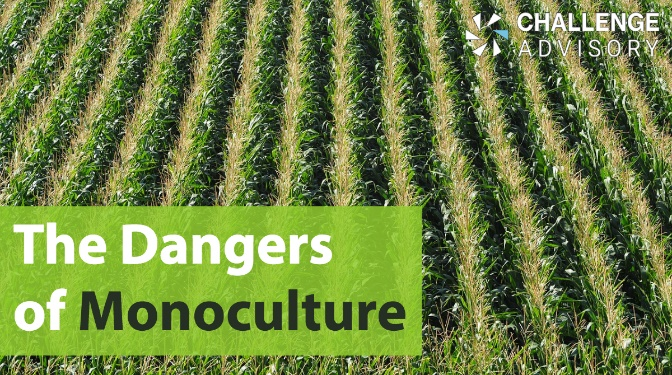 CHALLENGE
ADVISORY
The Dangers
of Monoculture